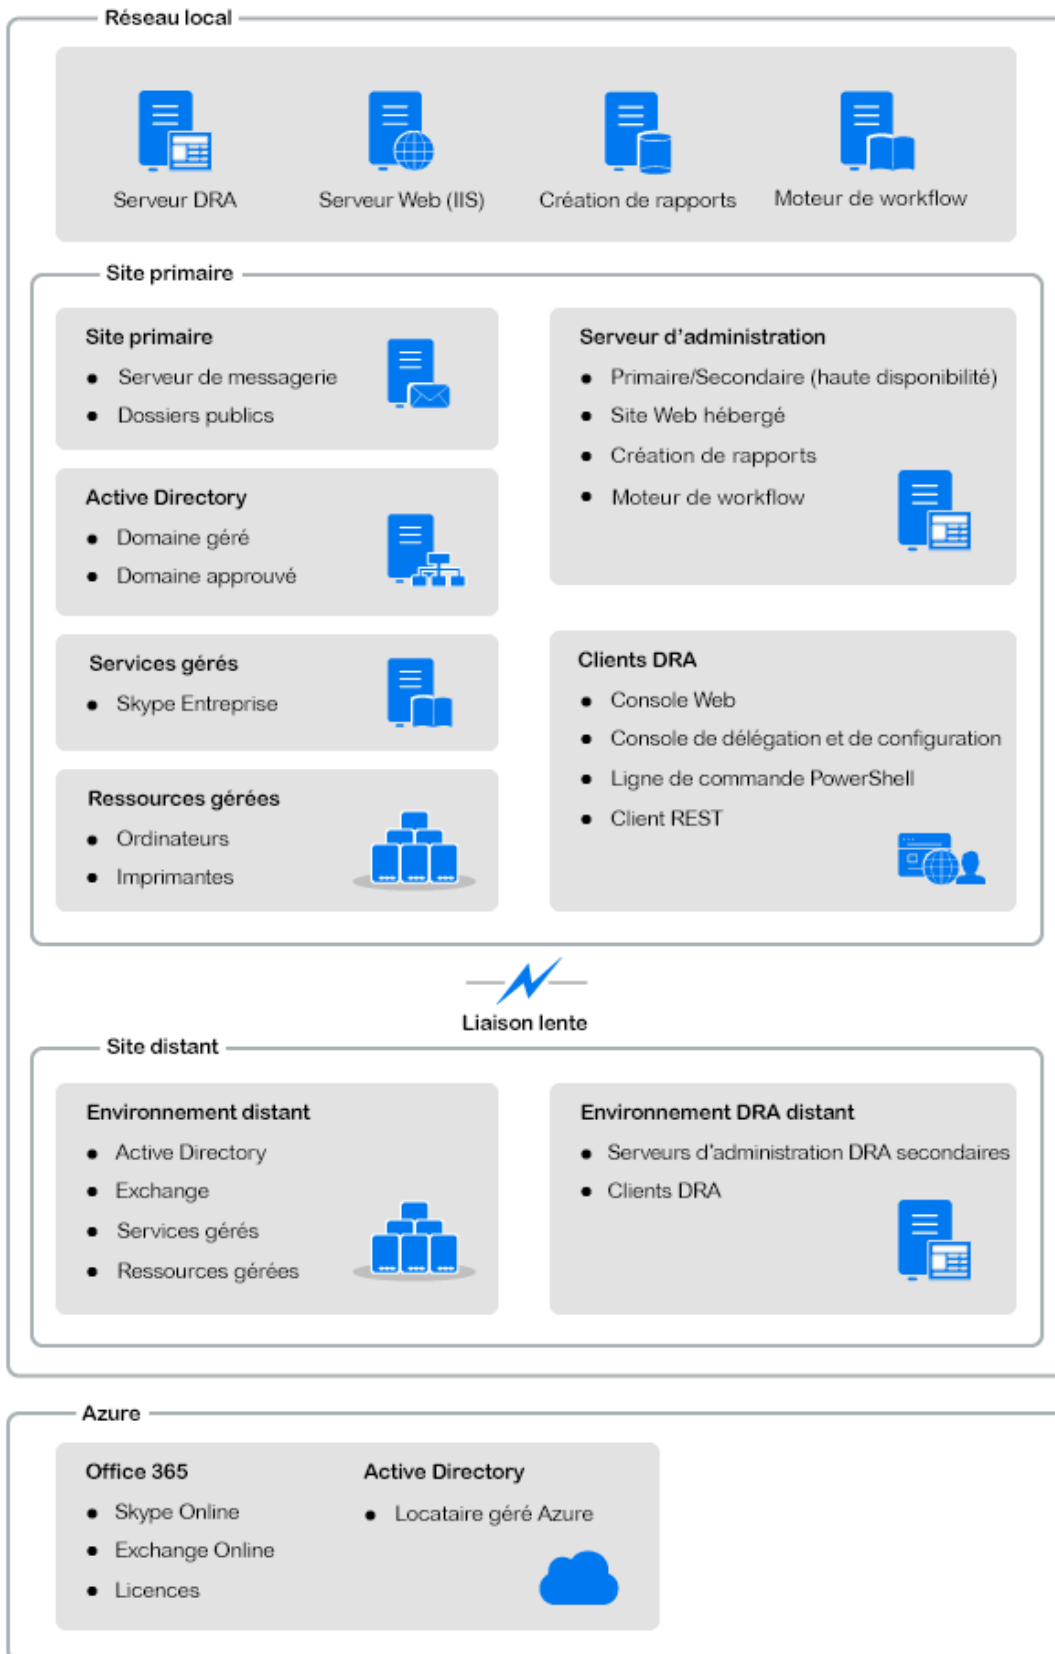 Réseau local
Serveur DRA
Serveur Web (IIS)
Création de rapports
Moteur de workflow
Site primaire
Site primaire
● Serveur de messagerie
● Dossiers publics
Serveur d'administration
● Primaire/Secondaire (haute disponibilité)
● Site Web hébergé
● Création de rapports
● Moteur de workflow
Active Directory
● Domaine géré
● Domaine approuvé
Services gérés
● Skype Entreprise
Ressources gérées
● Ordinateurs
● Imprimantes
Clients DRA
● Console Web
● Console de délégation et de configuration
● Ligne de commande PowerShell
● Client REST
Liaison lente
Site distant
Environnement distant
● Active Directory
● Exchange
● Services gérés
● Ressources gérées
Environnement DRA distant
● Serveurs d'administration DRA secondaires
● Clients DRA
Azure
Office 365
● Skype Online
● Exchange Online
● Licences
Active Directory
● Locataire géré Azure